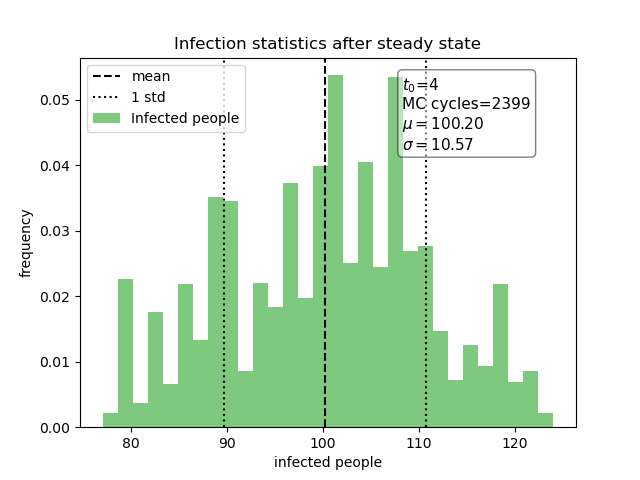 Infection statistics after steady state
mean
1 std
Infected people
t₀=4
MC cycles=2399
μ = 100.20
σ = 10.57
0.05
0.04
0.03
0.02
0.01
0.00
frequency
80 90 100 110 120
infected people